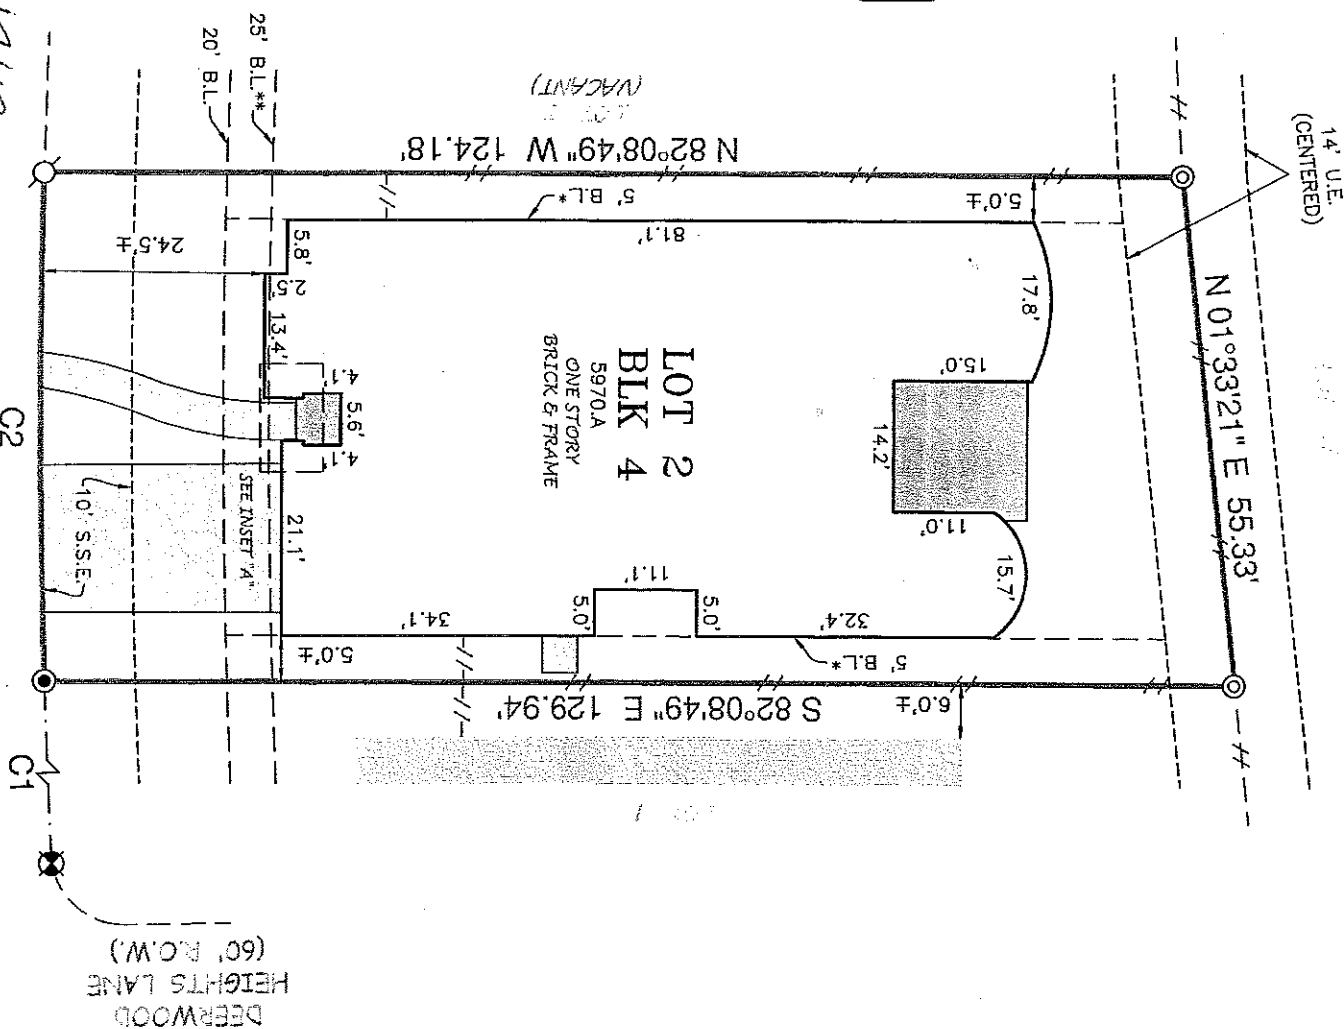 14' U.E.
(CENTERED)
25' B.L.**
20' B.L.
(VACANT)
N 82°08'49" W 124.18'
5' B.L.*
5.0'±
81.1'
24.5'±
5.8'
2.5'
13.4'
17.8'
N 01°33'21" E 55.33'
LOT 2
BLK 4
5970.A
ONE STORY
BRICK & FRAME
15.0'
14.2'
11.0'
15.7'
4.1'
5.6'
4.1'
C2
10' S.S.E.
SEE INSET "A"
21.1'
11.1'
5.0'
5.0'
34.1'
32.4'
5.0'±
5' B.L.*
S 82°08'49" E 129.94'
6.0'±
C1
DEERWOOD
HEIGHTS LANE
(60' R.O.W.)